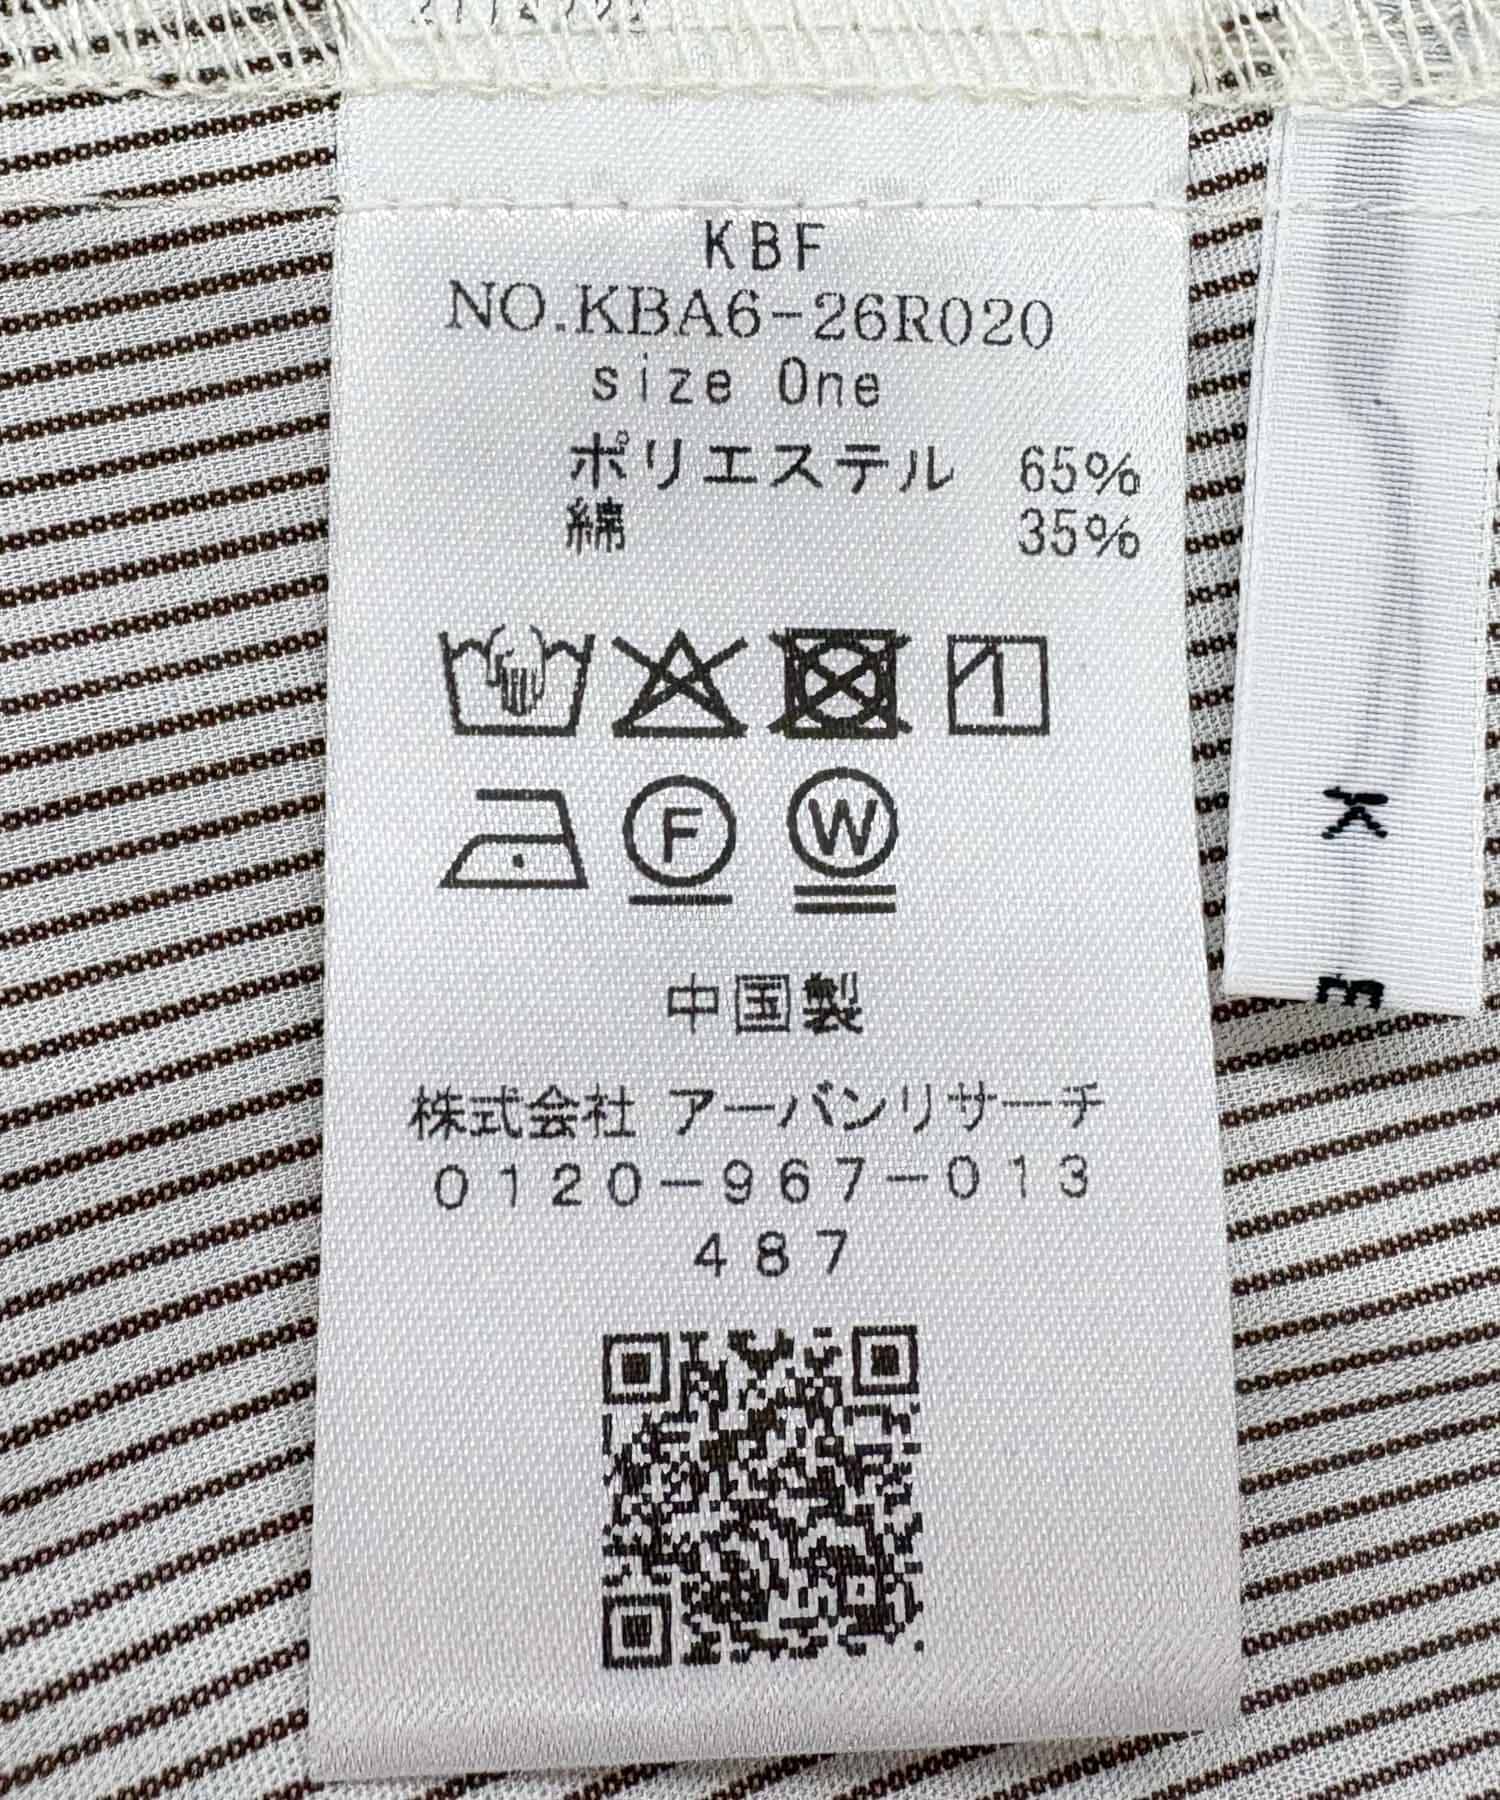 KBF
NO.KBA6-26R020
size One
ポリエステル 65%
綿 35%
F W
中国製
株式会社 アーバンリサーチ
0120-967-013
487
K